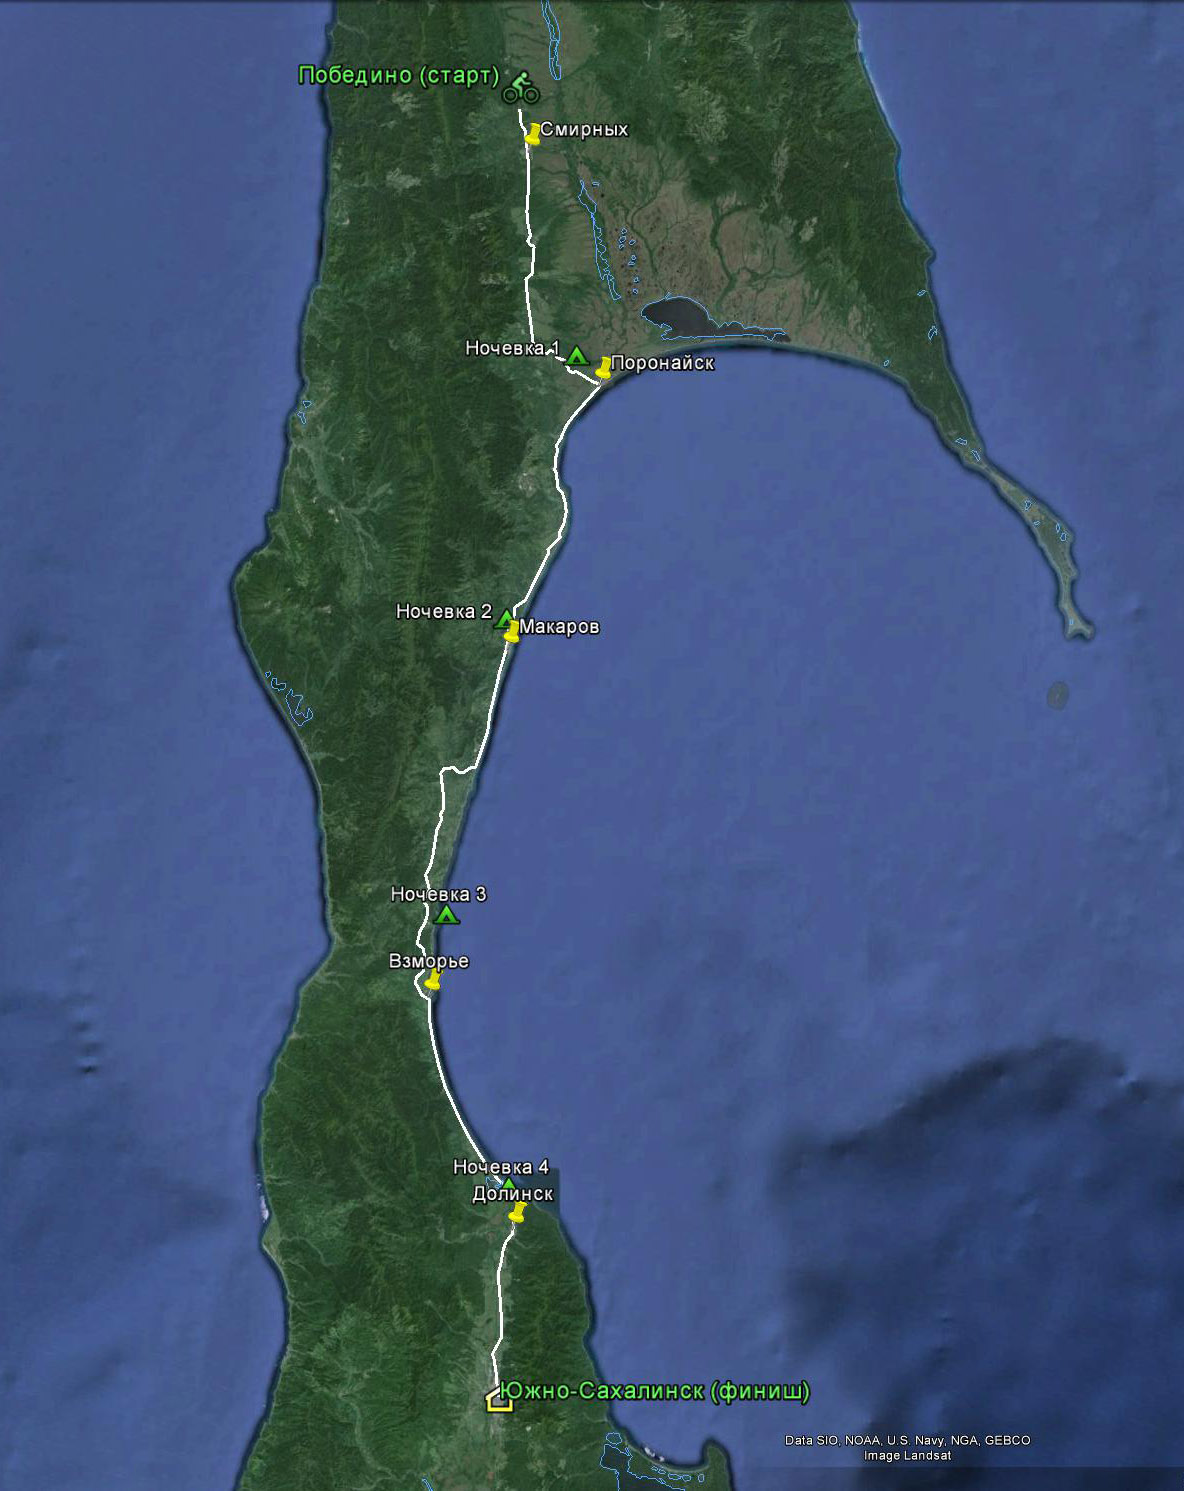 Победино (старт)
Смирных
Ночевка 1
Поронайск
Ночевка 2
Макаров
Ночевка 3
Взморье
Ночевка 4
Долинск
Южно-Сахалинск (финиш)
Data SIO, NOAA, U.S. Navy, NGA, GEBCO
Image Landsat